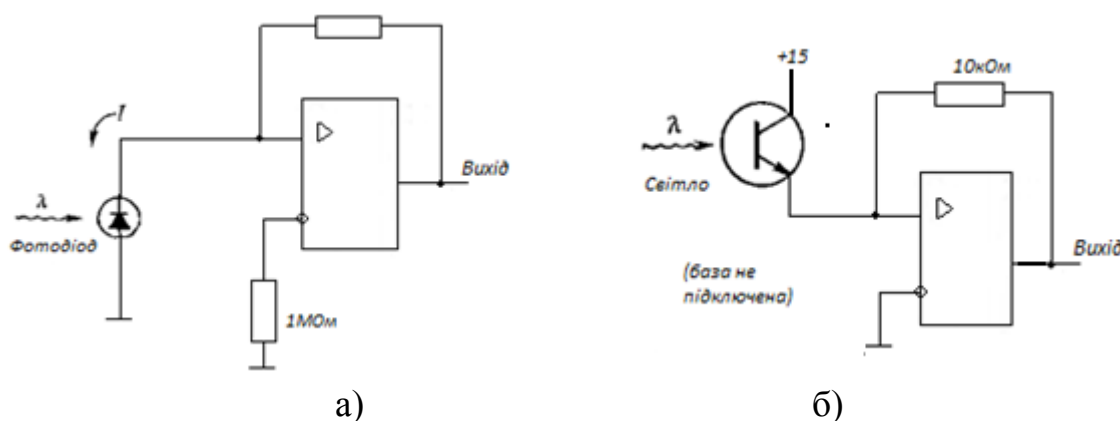 I
λ
Фотодіод
1МОм
Вихід
а)
+15
10кОм
λ
Світло
(база не
підключена)
Вихід
б)